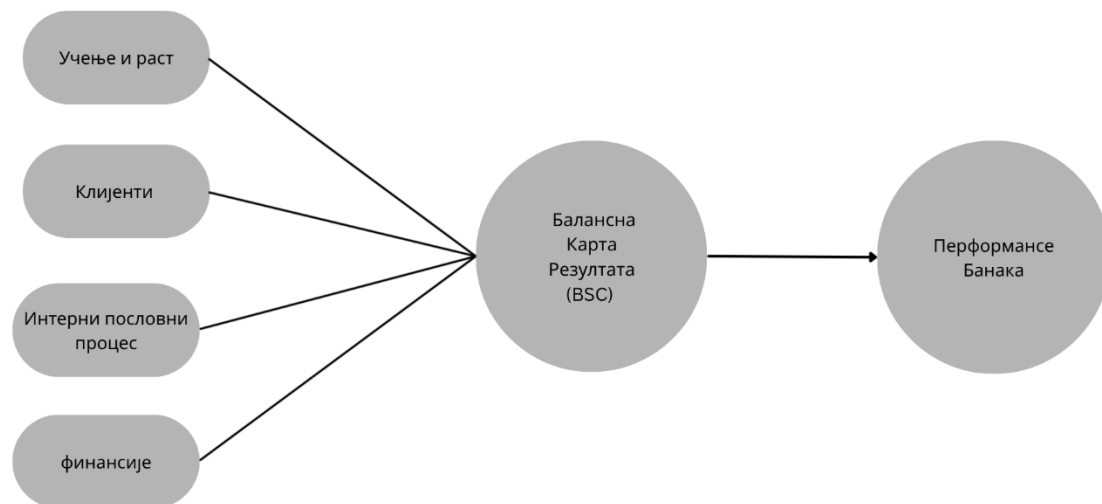 Учење и раст
Клијенти
Интерни пословни
процес
финансије
Балансна
Карта
Резултата
(BSC)
Перформансе
Банака